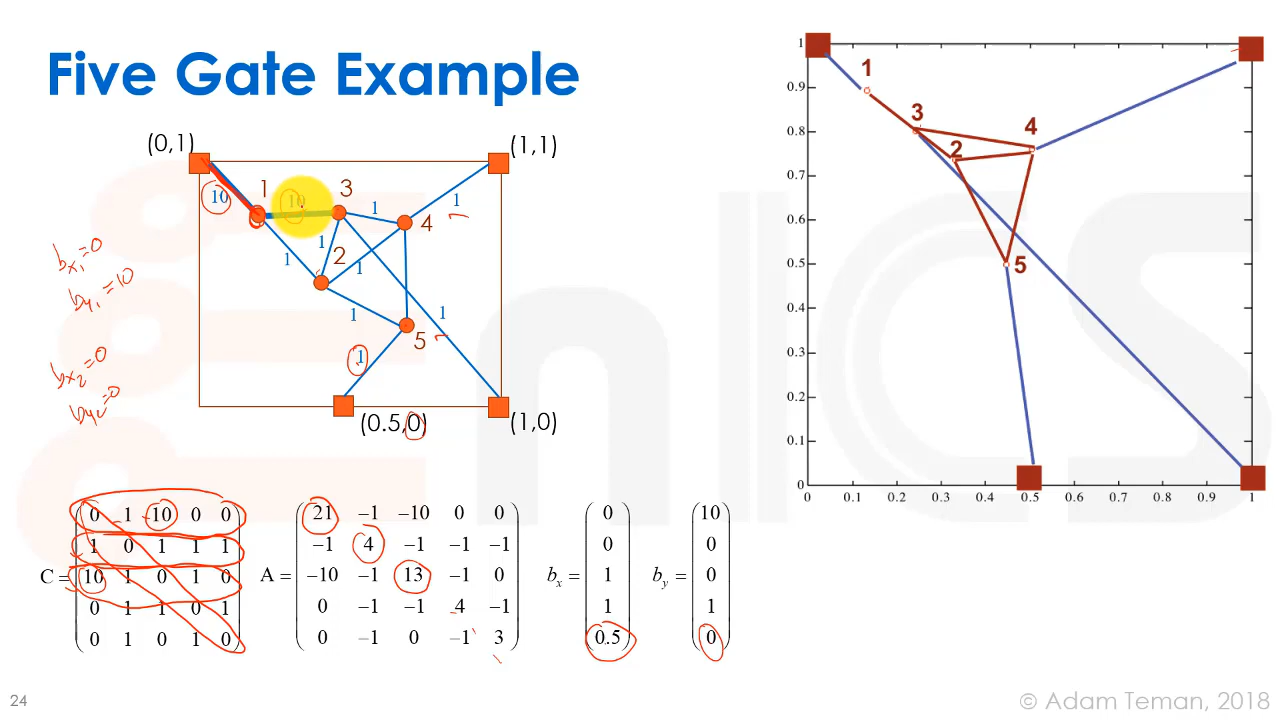 Five Gate Example
(0,1)
(1,1)
10
1
10
3
1
4
1
1
1
2
1
1
1
5
1
(0.5,0)
(1,0)
bx1=0
by1=10
bx2=0
by2=0
1
0.9
0.8
0.7
0.6
0.5
0.4
0.3
0.2
0.1
0
0 0.1 0.2 0.3 0.4 0.5 0.6 0.7 0.8 0.9 1
1
3
2
4
5
C =
0 1 10 0 0
1 0 1 1 1
10 1 0 1 0
0 1 1 0 1
0 1 0 1 0
A =
21 −1 −10 0 0
−1 4 −1 −1 −1
−10 −1 13 −1 0
0 −1 −1 4 −1
0 −1 0 −1 3
bx =
0
0
1
1
0.5
by =
10
0
0
1
0
24
© Adam Teman, 2018